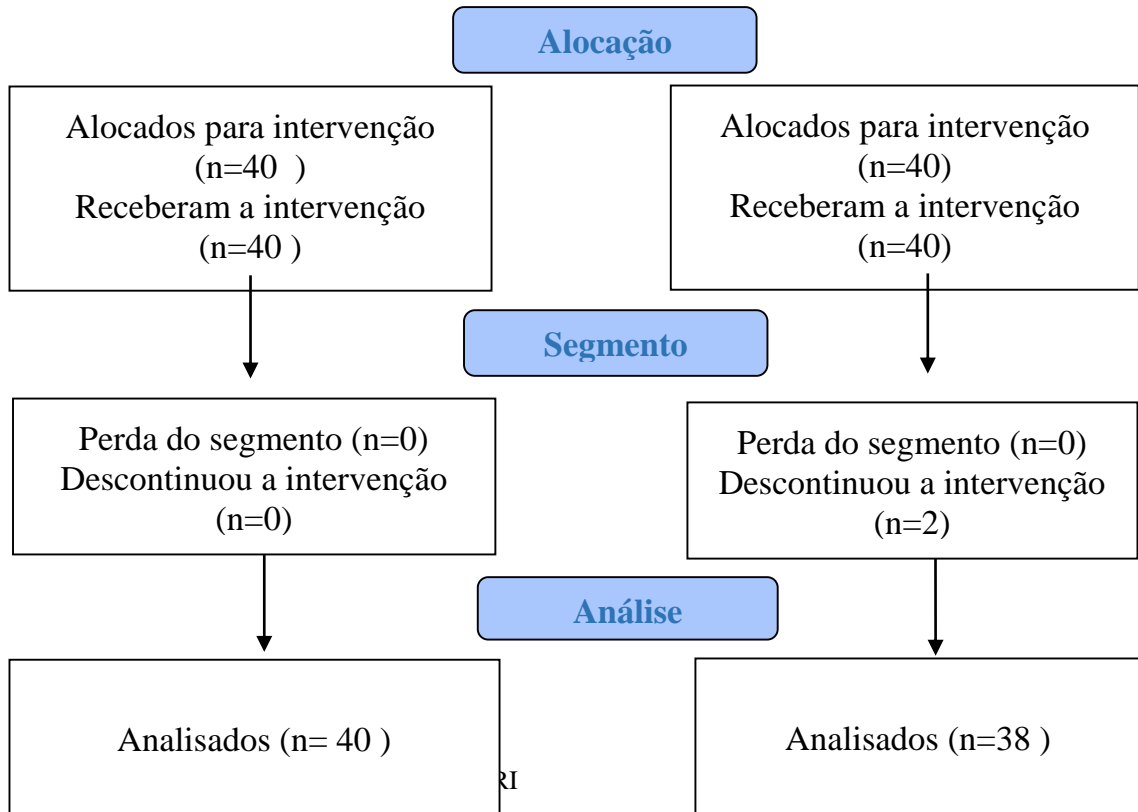 Alocação
Alocados para intervenção
(n=40 )
Receberam a intervenção
(n=40 )
Alocados para intervenção
(n=40)
Receberam a intervenção
(n=40)
Segmento
Perda do segmento (n=0)
Descontinuou a intervenção
(n=0)
Perda do segmento (n=0)
Descontinuou a intervenção
(n=2)
Análise
Analisados (n= 40 )
Analisados (n=38 )